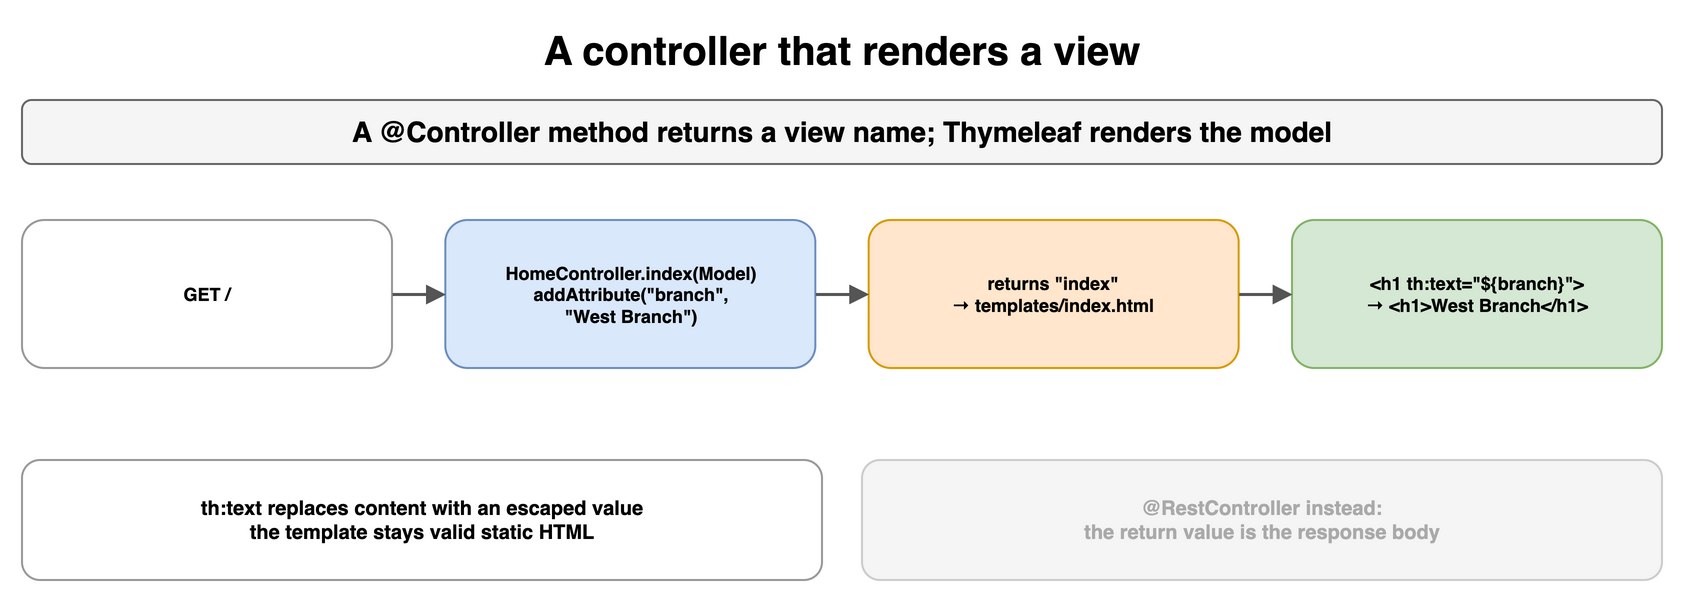 A controller that renders a view
A @Controller method returns a view name; Thymeleaf renders the model
GET /
HomeController.index(Model)
addAttribute("branch",
"West Branch")
returns "index"
→ templates/index.html
<h1 th:text="${branch}">
→ <h1>West Branch</h1>
th:text replaces content with an escaped value
the template stays valid static HTML
@RestController instead:
the return value is the response body